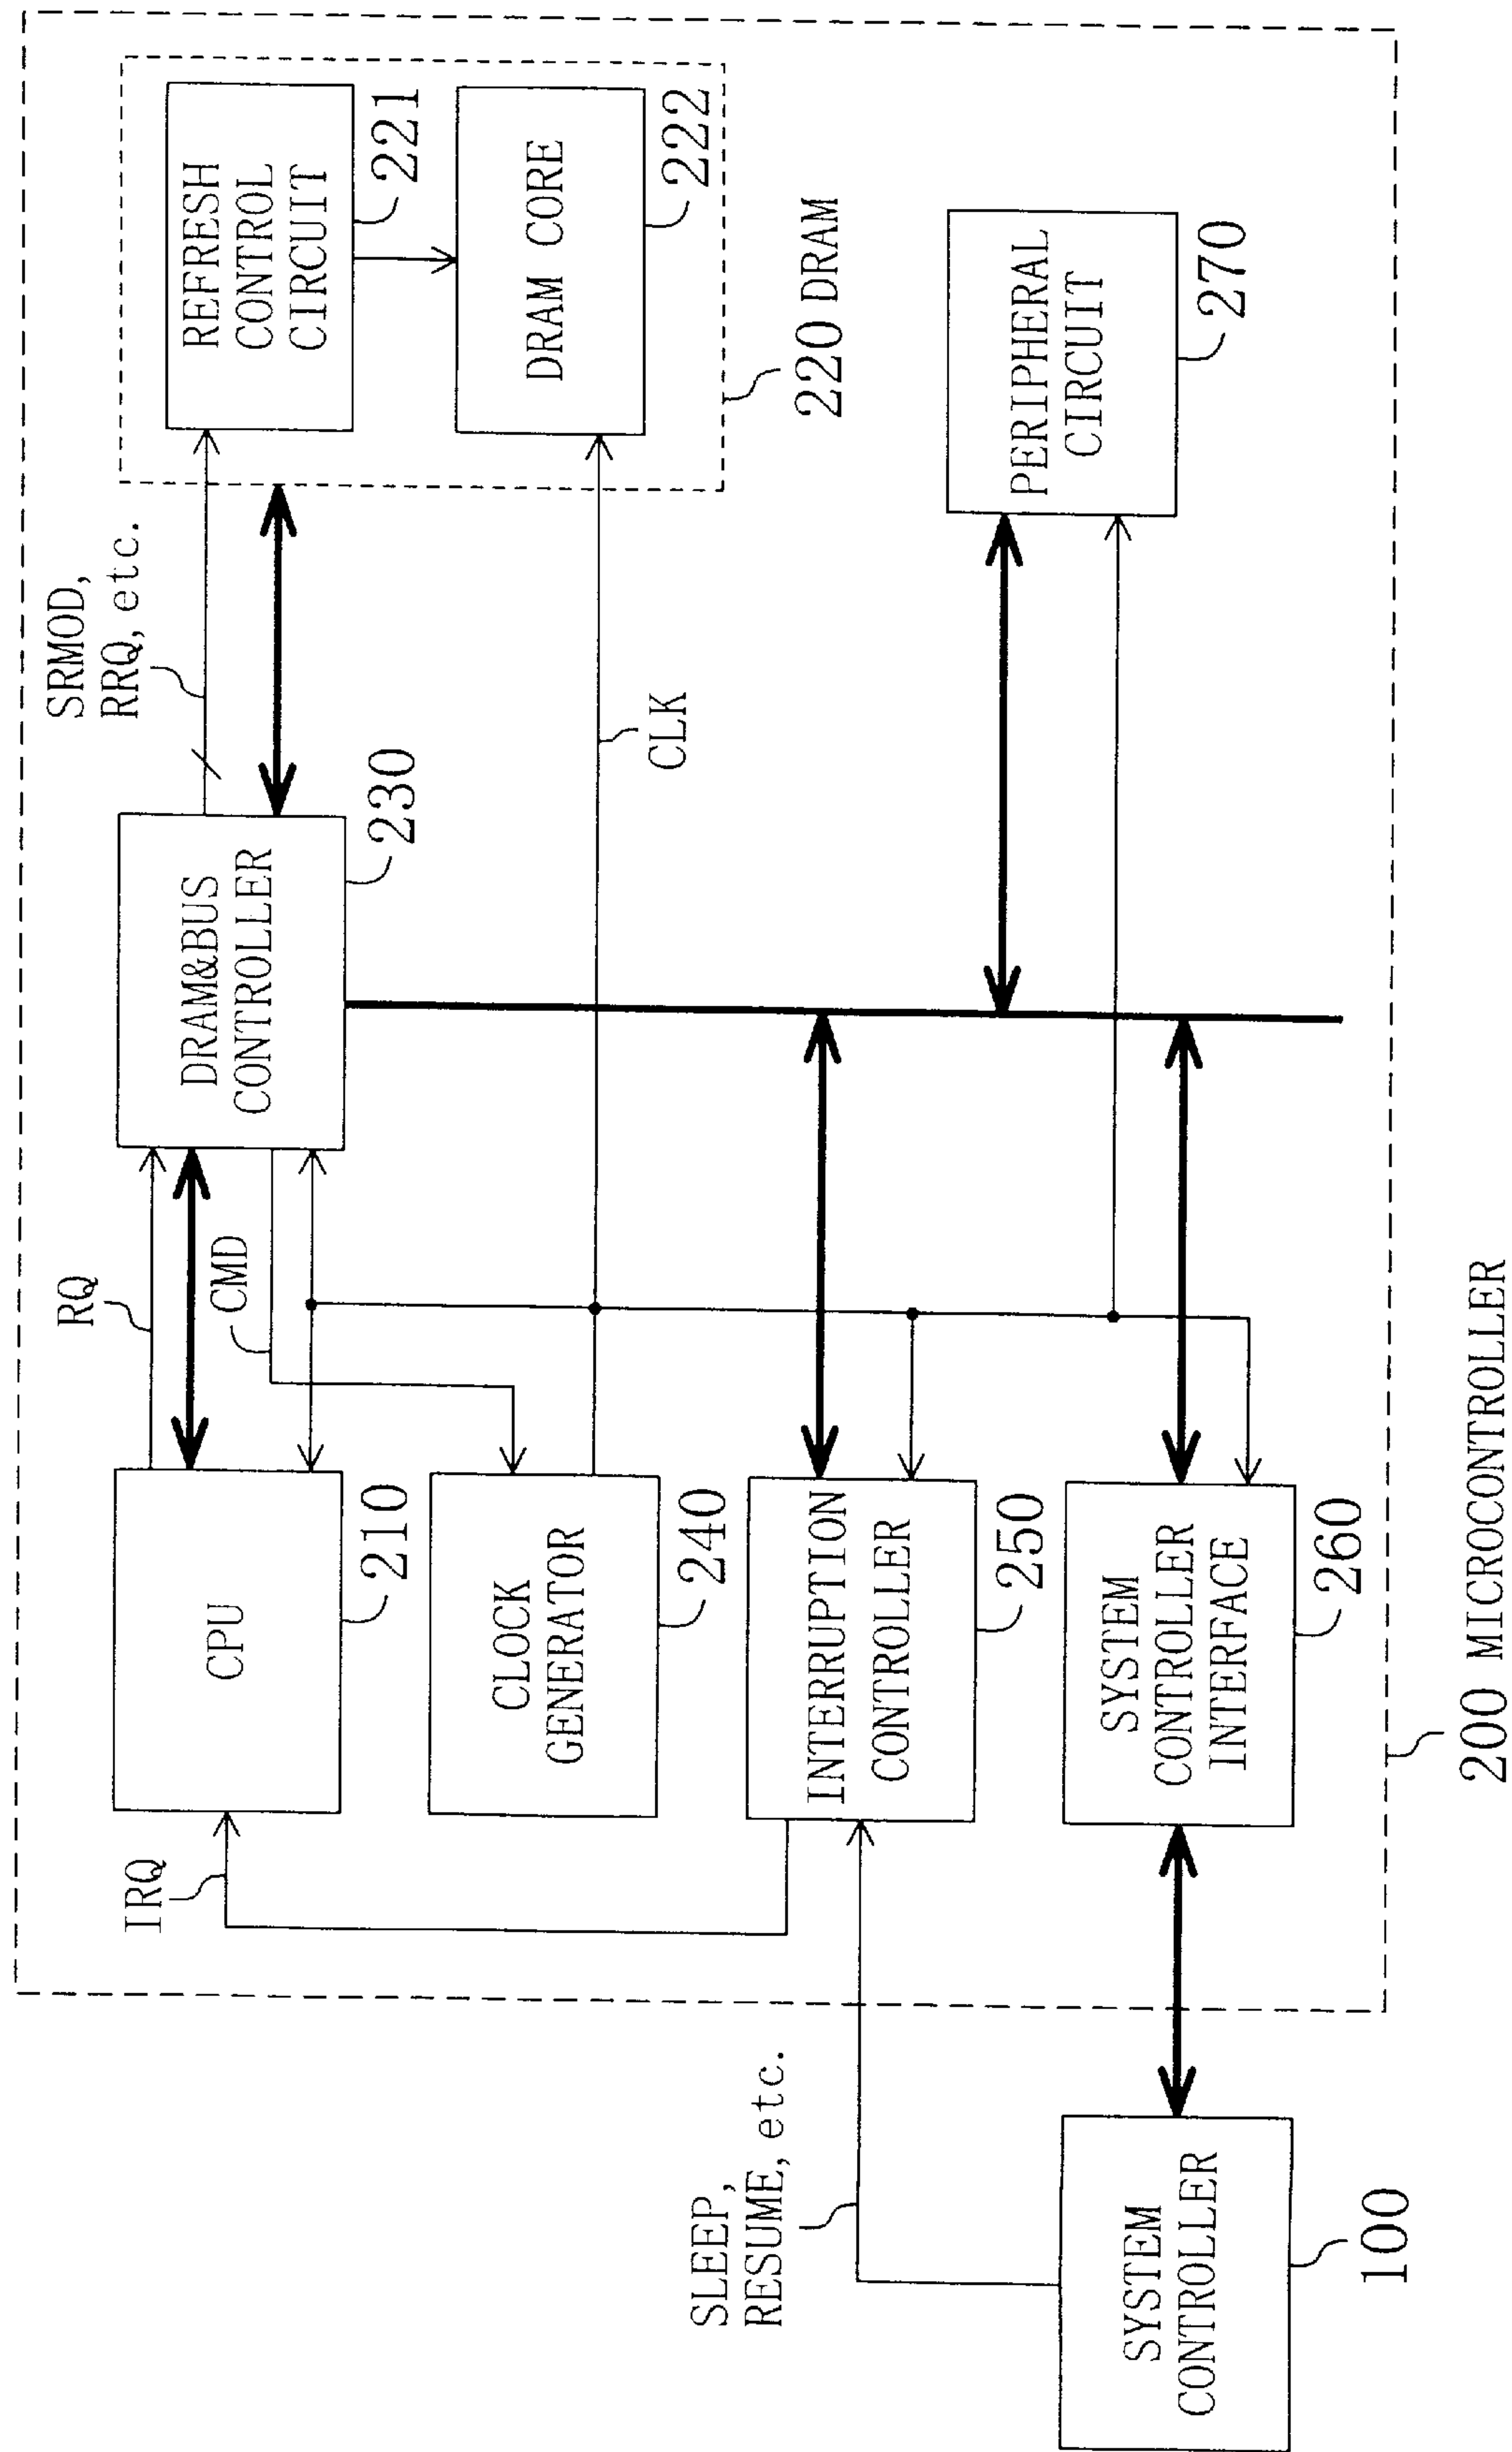 SYSTEM
CONTROLLER
100
SLEEP,
RESUME, etc.
200 MICROCONTROLLER
IRQ
CPU
210
CLOCK
GENERATOR
240
INTERRUPTION
CONTROLLER
250
SYSTEM
CONTROLLER
INTERFACE
260
RQ
CMD
DRAM&BUS
CONTROLLER
230
SRMOD,
RRQ, etc.
CLK
REFRESH
CONTROL
CIRCUIT
221
DRAM CORE
222
220 DRAM
PERIPHERAL
CIRCUIT
270